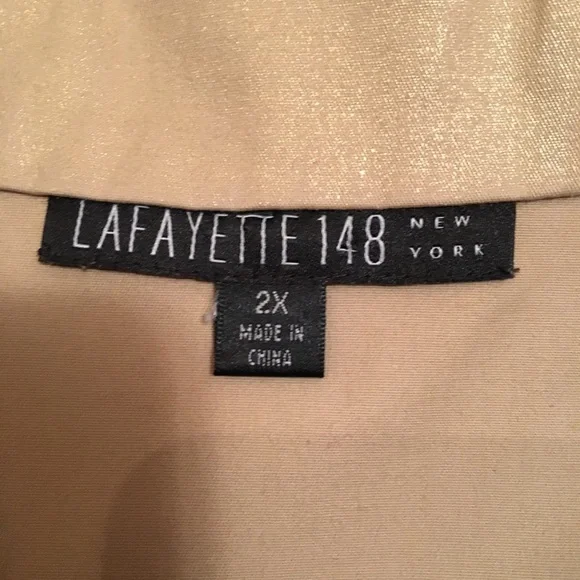 LAFAYETTE 148 NEW YORK
2X
MADE IN
CHINA